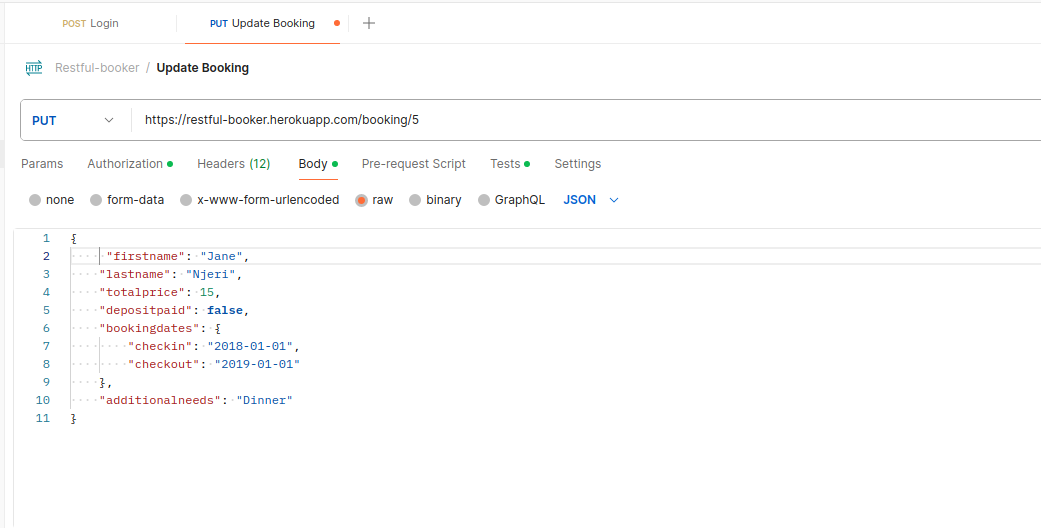 POST Login PUT Update Booking
HTTP Restful-booker / Update Booking
PUT https://restful-booker.herokuapp.com/booking/5
Params Authorization Headers (12) Body Pre-request Script Tests Settings
none form-data x-www-form-urlencoded raw binary GraphQL JSON
1 {
2 "firstname": "Jane",
3 "lastname": "Njeri",
4 "totalprice": 15,
5 "depositpaid": false,
6 "bookingdates": {
7 "checkin": "2018-01-01",
8 "checkout": "2019-01-01"
9 },
10 "additionalneeds": "Dinner"
11 }